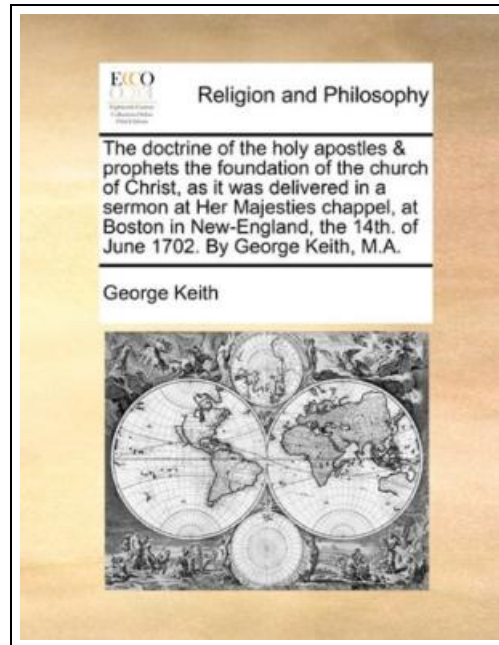 ECCO
Religion and Philosophy
The doctrine of the holy apostles &
prophets the foundation of the church
of Christ, as it was delivered in a
sermon at Her Majesties chappel, at
Boston in New-England, the 14th. of
June 1702. By George Keith, M.A.
George Keith